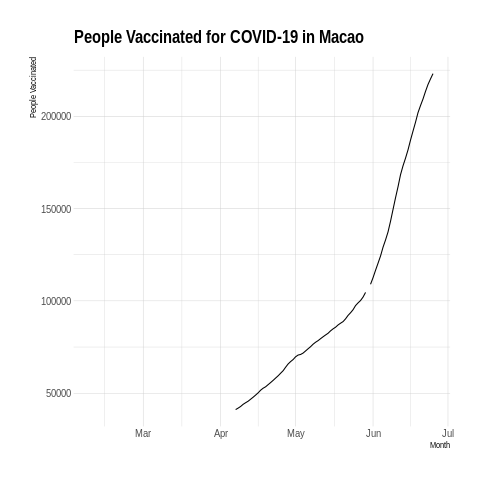 People Vaccinated for COVID-19 in Macao
People Vaccinated
200000
150000
100000
50000
Mar Apr May Jun Jul
Month